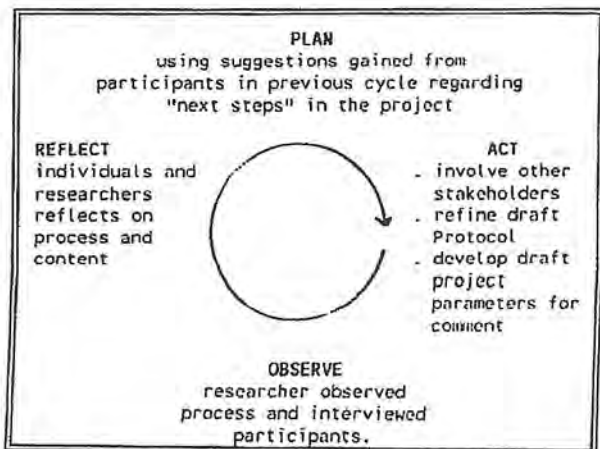 PLAN
using suggestions gained from
participants in previous cycle regarding
"next steps" in the project
REFLECT
individuals and
researchers
reflects on
process and
content
ACT
. involve other
stakeholders
. refine draft
Protocol
. develop draft
project
parameters for
comment
OBSERVE
researcher observed
process and interviewed
participants.